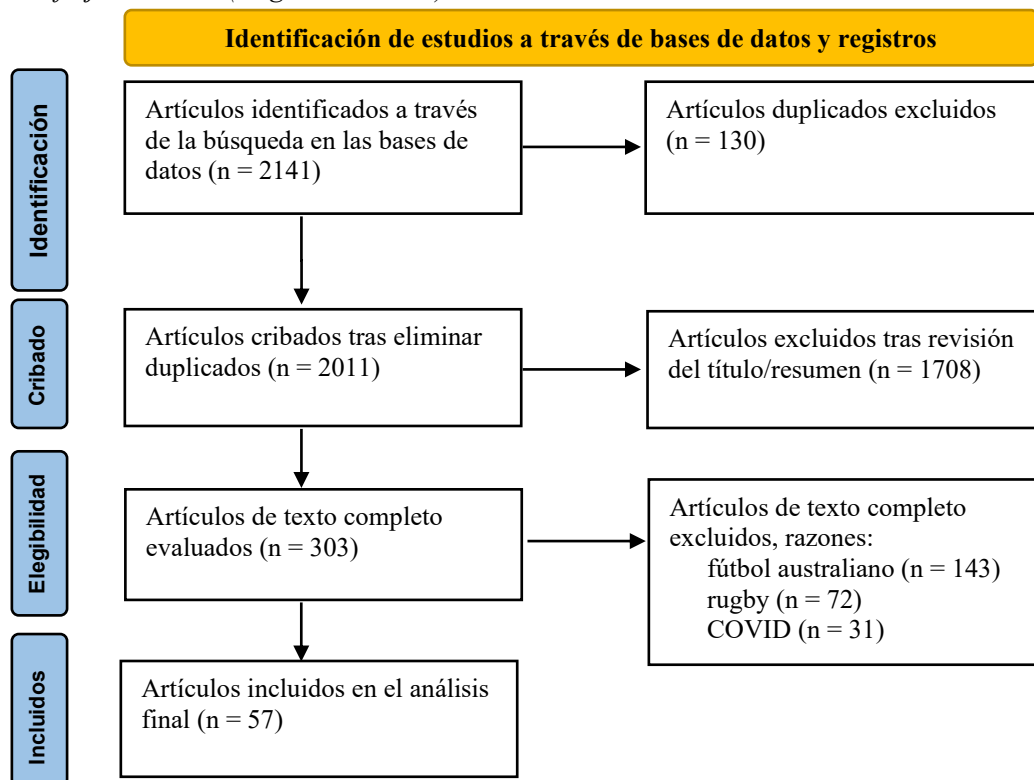 Identificación de estudios a través de bases de datos y registros
Identificación
Artículos identificados a través
de la búsqueda en las bases de
datos (n = 2141)
Artículos duplicados excluidos
(n = 130)
Cribado
Artículos cribados tras eliminar
duplicados (n = 2011)
Artículos excluidos tras revisión
del título/resumen (n = 1708)
Elegibilidad
Artículos de texto completo
evaluados (n = 303)
Artículos de texto completo
excluidos, razones:
fútbol australiano (n = 143)
rugby (n = 72)
COVID (n = 31)
Incluidos
Artículos incluidos en el análisis
final (n = 57)